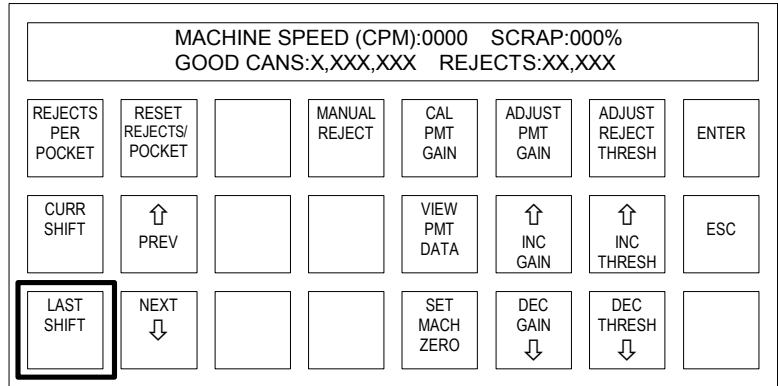 MACHINE SPEED (CPM):0000 SCRAP:000%
GOOD CANS:X,XXX,XXX REJECTS:XX,XXX
REJECTS
PER
POCKET
RESET
REJECTS/
POCKET
MANUAL
REJECT
CAL
PMT
GAIN
ADJUST
PMT
GAIN
ADJUST
REJECT
THRESH
ENTER
CURR
SHIFT
⇧
PREV
VIEW
PMT
DATA
⇧
INC
GAIN
⇧
INC
THRESH
ESC
LAST
SHIFT
NEXT
⇩
SET
MACH
ZERO
DEC
GAIN
⇩
DEC
THRESH
⇩